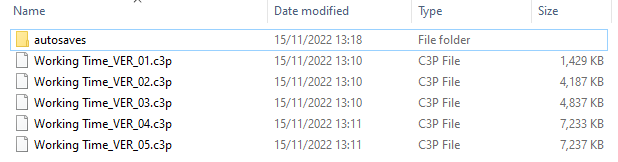 Name Date modified Type Size
autosaves 15/11/2022 13:18 File folder
Working Time_VER_01.c3p 15/11/2022 13:10 C3P File 1,429 KB
Working Time_VER_02.c3p 15/11/2022 13:10 C3P File 4,187 KB
Working Time_VER_03.c3p 15/11/2022 13:10 C3P File 4,837 KB
Working Time_VER_04.c3p 15/11/2022 13:11 C3P File 7,233 KB
Working Time_VER_05.c3p 15/11/2022 13:11 C3P File 7,237 KB